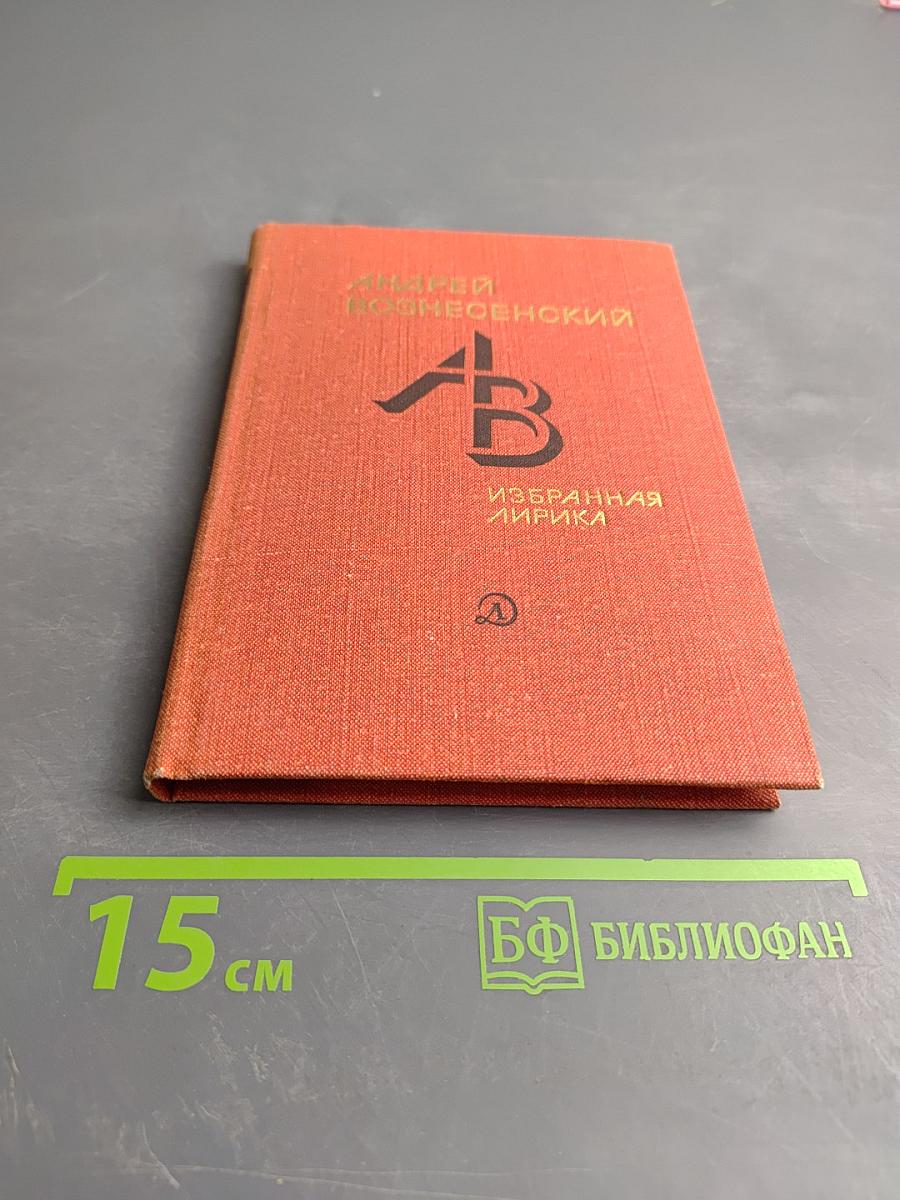 АНДРЕЙ
ВОЗНЕСЕНСКИЙ
АВ
ИЗБРАННАЯ
ЛИРИКА
Д
15 см
БФ БИБЛИОФАН